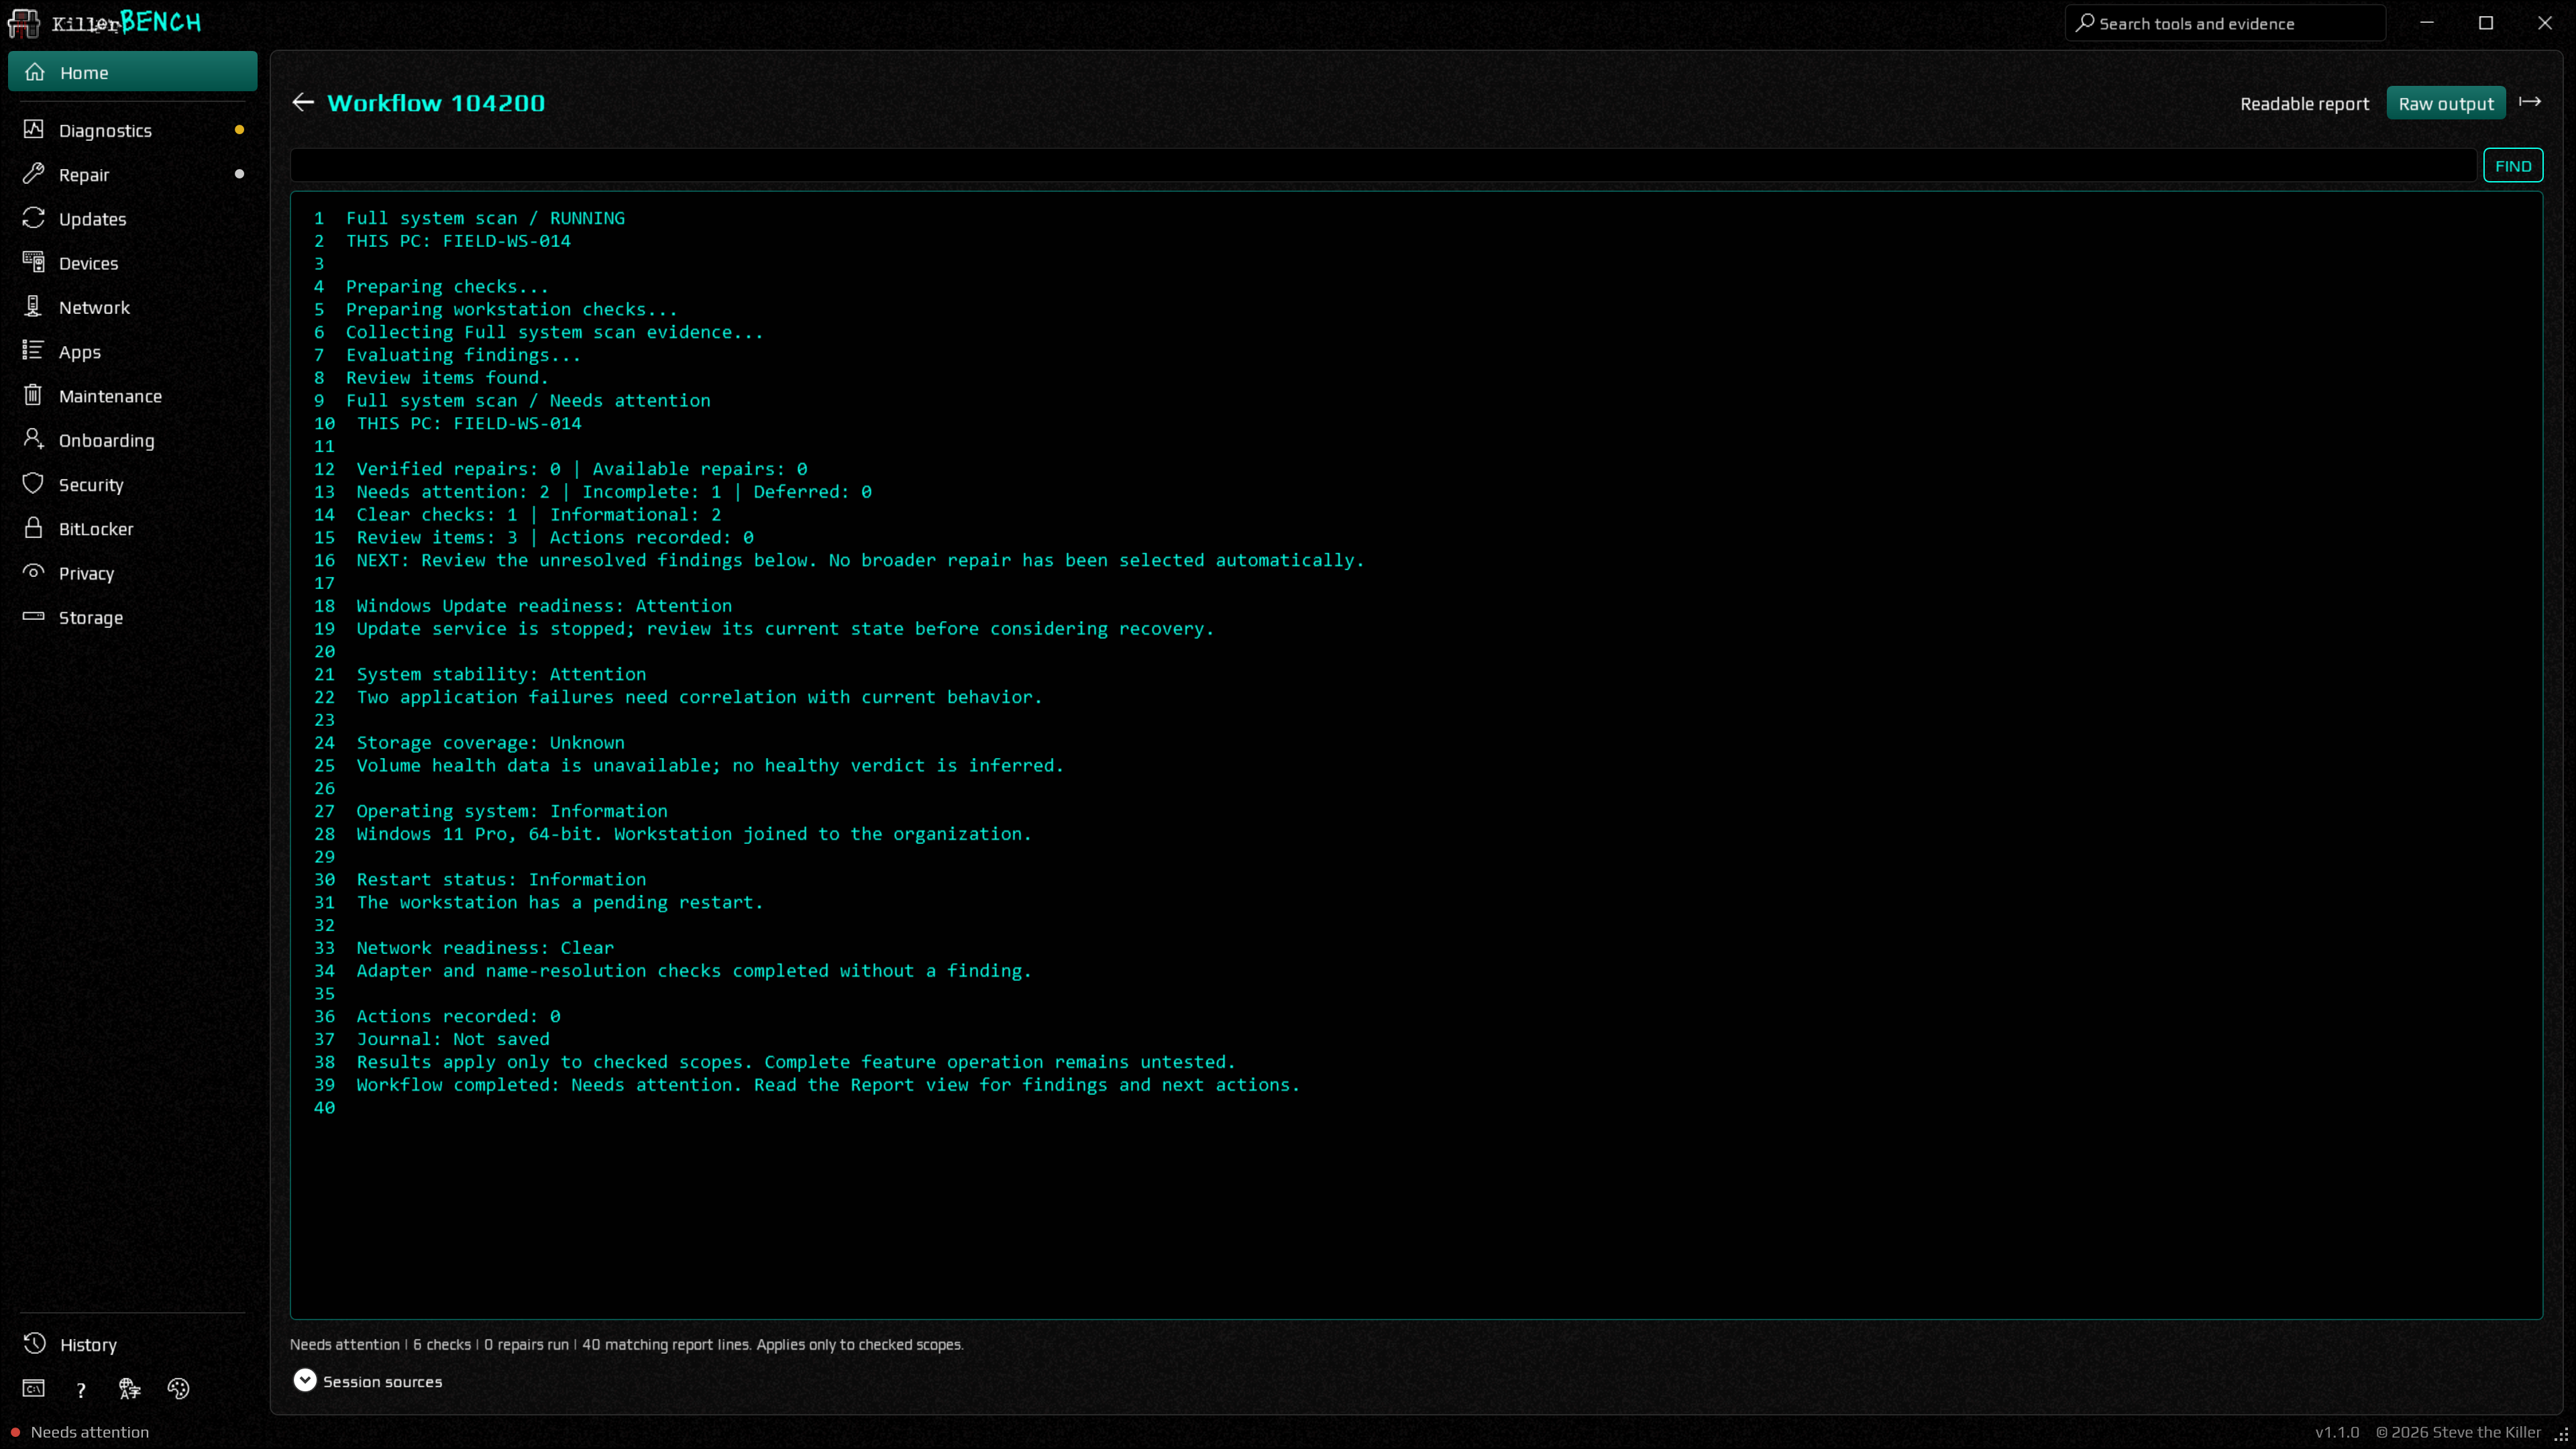 KillerBENCH
Search tools and evidence
Home
Diagnostics
Repair
Updates
Devices
Network
Apps
Maintenance
Onboarding
Security
BitLocker
Privacy
Storage
Workflow 104200
Readable report
Raw output
FIND
1 Full system scan / RUNNING
2 THIS PC: FIELD-WS-014
3
4 Preparing checks...
5 Preparing workstation checks...
6 Collecting Full system scan evidence...
7 Evaluating findings...
8 Review items found.
9 Full system scan / Needs attention
10 THIS PC: FIELD-WS-014
11
12 Verified repairs: 0 | Available repairs: 0
13 Needs attention: 2 | Incomplete: 1 | Deferred: 0
14 Clear checks: 1 | Informational: 2
15 Review items: 3 | Actions recorded: 0
16 NEXT: Review the unresolved findings below. No broader repair has been selected automatically.
17
18 Windows Update readiness: Attention
19 Update service is stopped; review its current state before considering recovery.
20
21 System stability: Attention
22 Two application failures need correlation with current behavior.
23
24 Storage coverage: Unknown
25 Volume health data is unavailable; no healthy verdict is inferred.
26
27 Operating system: Information
28 Windows 11 Pro, 64-bit. Workstation joined to the organization.
29
30 Restart status: Information
31 The workstation has a pending restart.
32
33 Network readiness: Clear
34 Adapter and name-resolution checks completed without a finding.
35
36 Actions recorded: 0
37 Journal: Not saved
38 Results apply only to checked scopes. Complete feature operation remains untested.
39 Workflow completed: Needs attention. Read the Report view for findings and next actions.
40
Needs attention | 6 checks | 0 repairs run | 40 matching report lines. Applies only to checked scopes.
Session sources
History
C:\
?
A字
Needs attention
v1.1.0 © 2026 Steve the Killer